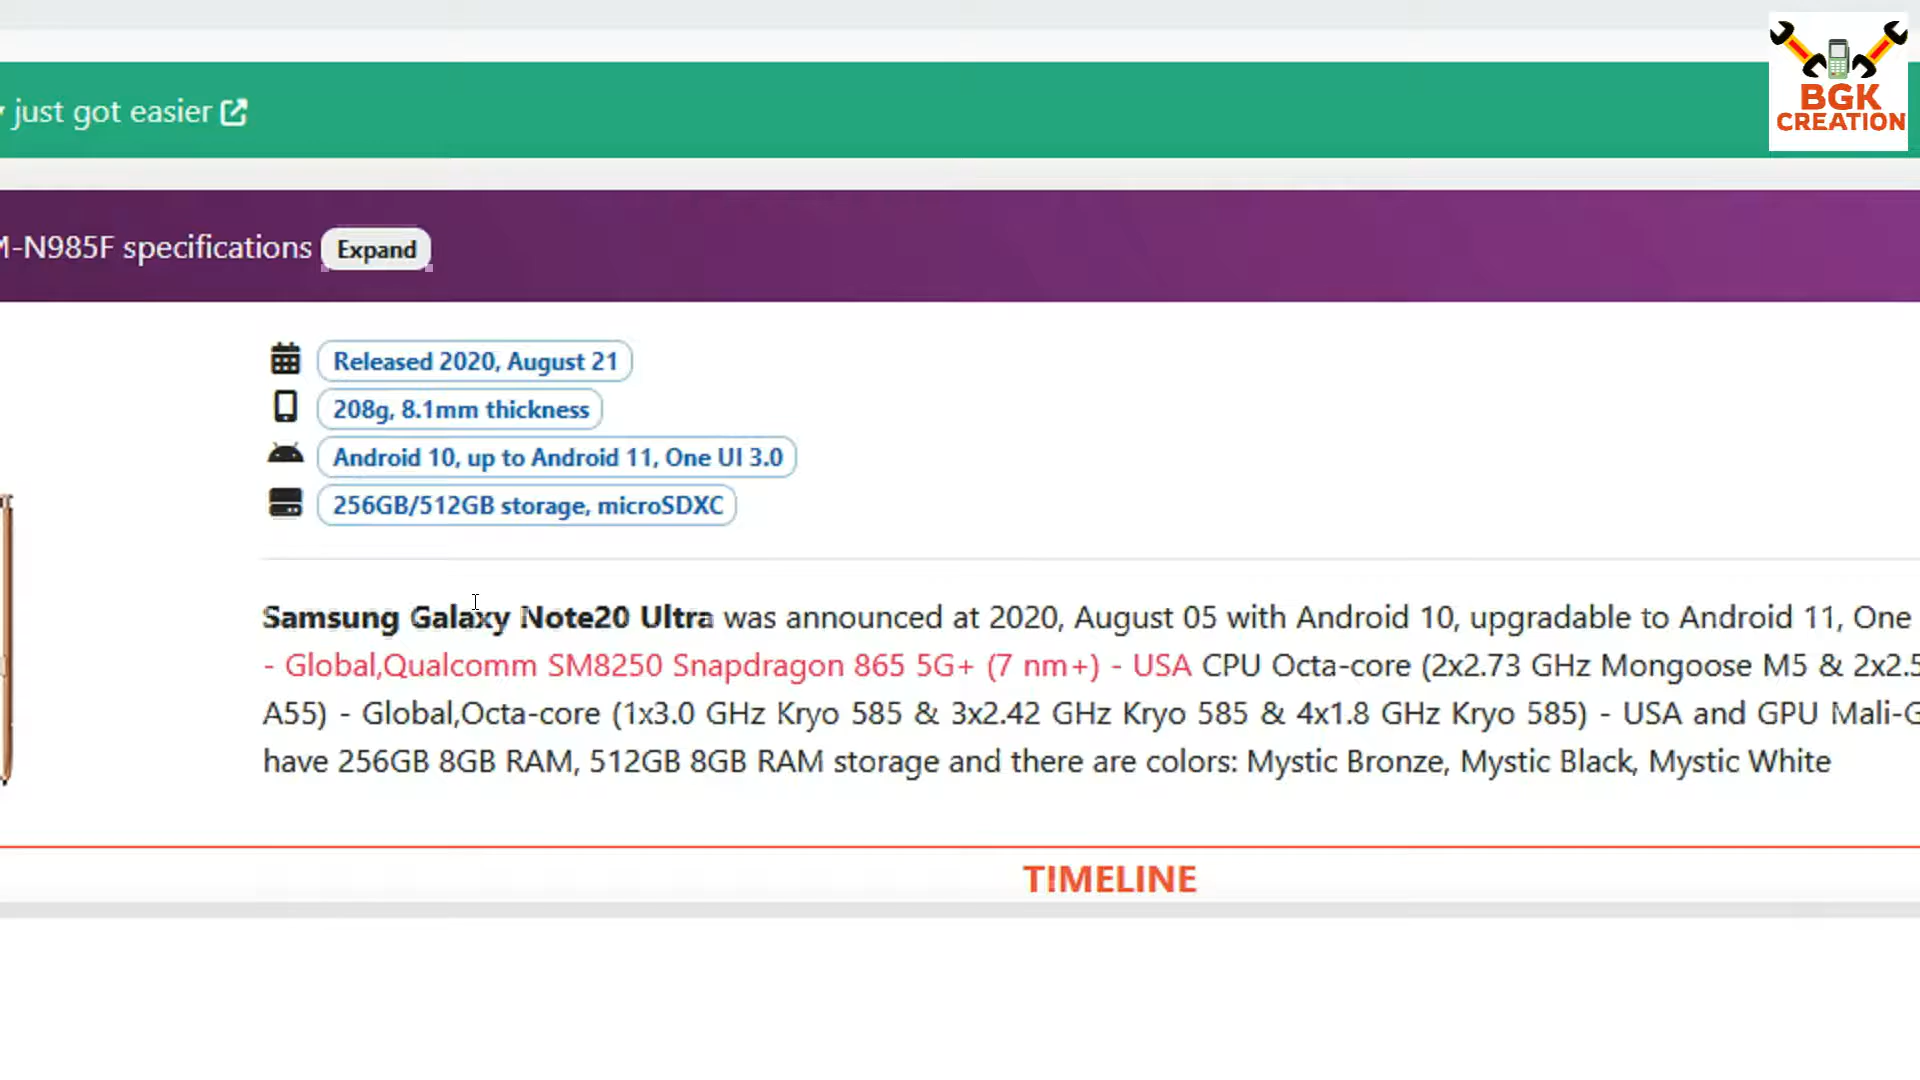 just got easier
BGK
CREATION
M-N985F specifications
Expand
Released 2020, August 21
208g, 8.1mm thickness
Android 10, up to Android 11, One UI 3.0
256GB/512GB storage, microSDXC
Samsung Galaxy Note20 Ultra was announced at 2020, August 05 with Android 10, upgradable to Android 11, One
- Global,Qualcomm SM8250 Snapdragon 865 5G+ (7 nm+) - USA CPU Octa-core (2x2.73 GHz Mongoose M5 & 2x2.5
A55) - Global,Octa-core (1x3.0 GHz Kryo 585 & 3x2.42 GHz Kryo 585 & 4x1.8 GHz Kryo 585) - USA and GPU Mali-G
have 256GB 8GB RAM, 512GB 8GB RAM storage and there are colors: Mystic Bronze, Mystic Black, Mystic White
TIMELINE